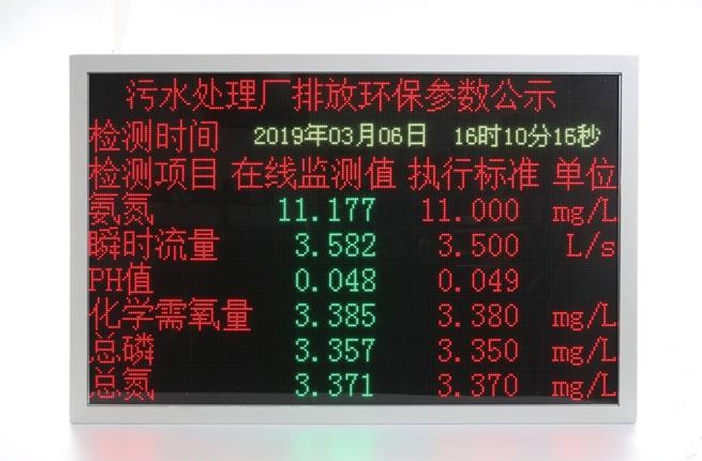 污水处理厂排放环保参数公示
检测时间 2019年03月06日 16时10分16秒
检测项目 在线监测值 执行标准 单位
氨氮 11.177 11.000 mg/L
瞬时流量 3.582 3.500 L/s
PH值 0.048 0.049
化学需氧量 3.385 3.380 mg/L
总磷 3.357 3.350 mg/L
总氮 3.371 3.370 mg/L